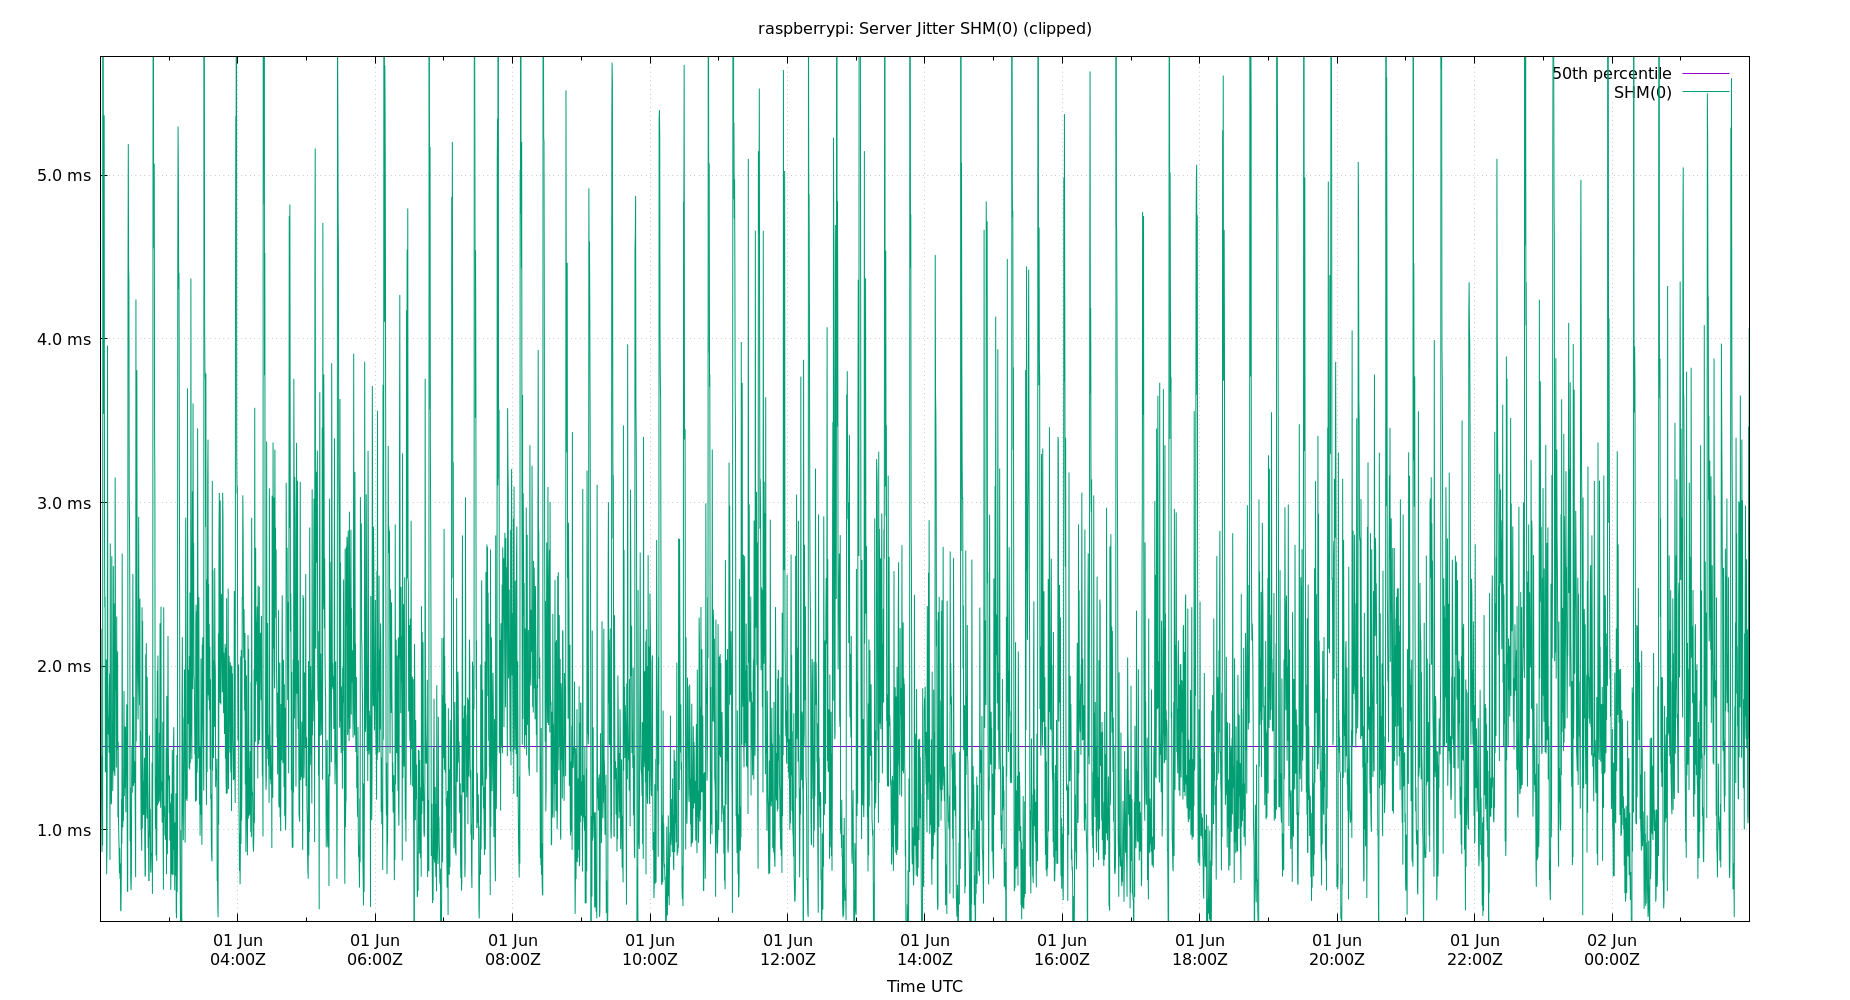 raspberrypi: Server Jitter SHM(0) (clipped)
50th percentile
SHM(0)
5.0 ms
4.0 ms
3.0 ms
2.0 ms
1.0 ms
01 Jun 01 Jun 01 Jun 01 Jun 01 Jun 01 Jun 01 Jun 01 Jun 01 Jun 01 Jun 02 Jun
04:00Z 06:00Z 08:00Z 10:00Z 12:00Z 14:00Z 16:00Z 18:00Z 20:00Z 22:00Z 00:00Z
Time UTC